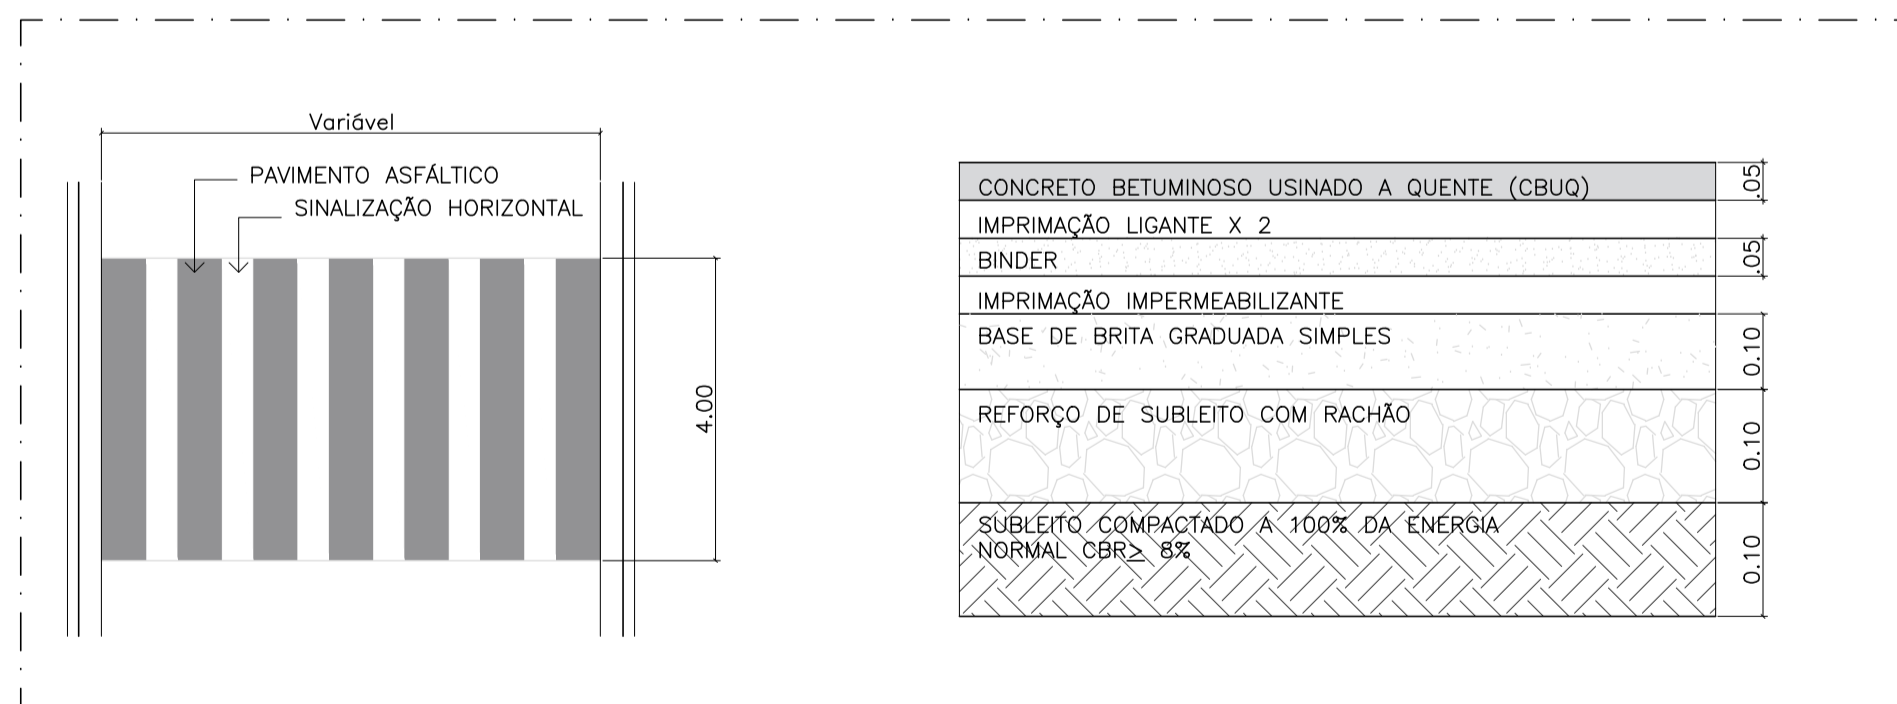 Variável
PAVIMENTO ASFÁLTICO
SINALIZAÇÃO HORIZONTAL
4.00
CONCRETO BETUMINOSO USINADO A QUENTE (CBUQ)
.05
IMPRIMAÇÃO LIGANTE X 2
BINDER
.05
IMPRIMAÇÃO IMPERMEABILIZANTE
BASE DE BRITA GRADUADA SIMPLES
0.10
REFORÇO DE SUBLEITO COM RACHÃO
0.10
SUBLEITO COMPACTADO A 100% DA ENERGIA
NORMAL CBR≥ 8%
0.10